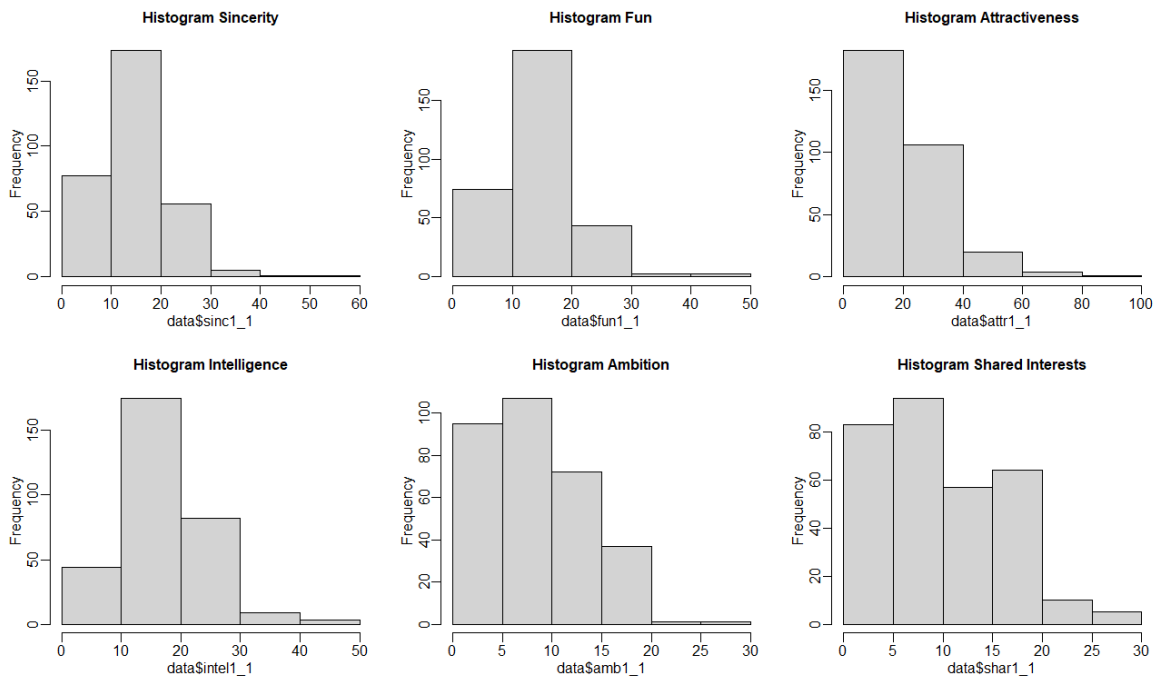 Histogram Sincerity
Frequency
0 50 100 150
0 10 20 30 40 50 60
data$sinc1_1
Histogram Fun
Frequency
0 50 100 150
0 10 20 30 40 50
data$fun1_1
Histogram Attractiveness
Frequency
0 50 100 150
0 20 40 60 80 100
data$attr1_1
Histogram Intelligence
Frequency
0 50 100 150
0 10 20 30 40 50
data$intel1_1
Histogram Ambition
Frequency
0 20 40 60 80 100
0 5 10 15 20 25 30
data$amb1_1
Histogram Shared Interests
Frequency
0 20 40 60 80
0 5 10 15 20 25 30
data$shar1_1